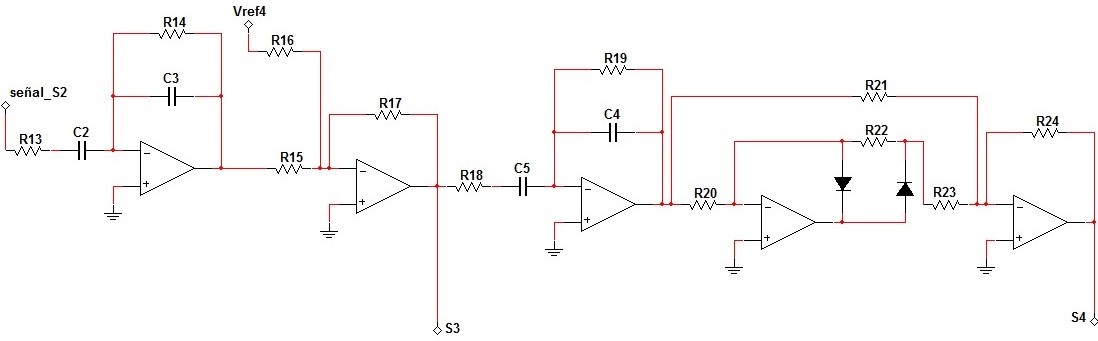 R14
Vref4
R16
C3
señal_S2
R13
C2
R15
R17
S3
R18
C5
R19
C4
R21
R20
R22
R23
R24
S4